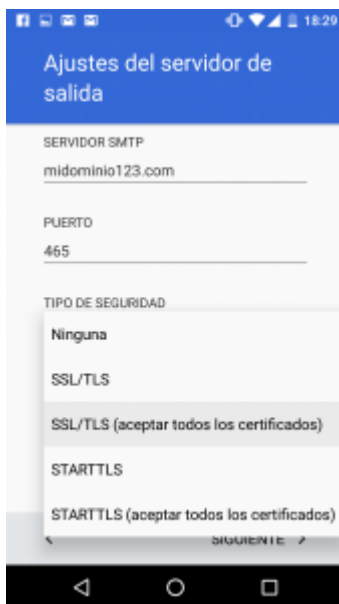 18:29
Ajustes del servidor de
salida
SERVIDOR SMTP
midominio123.com
PUERTO
465
TIPO DE SEGURIDAD
Ninguna
SSL/TLS
SSL/TLS (aceptar todos los certificados)
STARTTLS
STARTTLS (aceptar todos los certificados)
SIGUIENTE